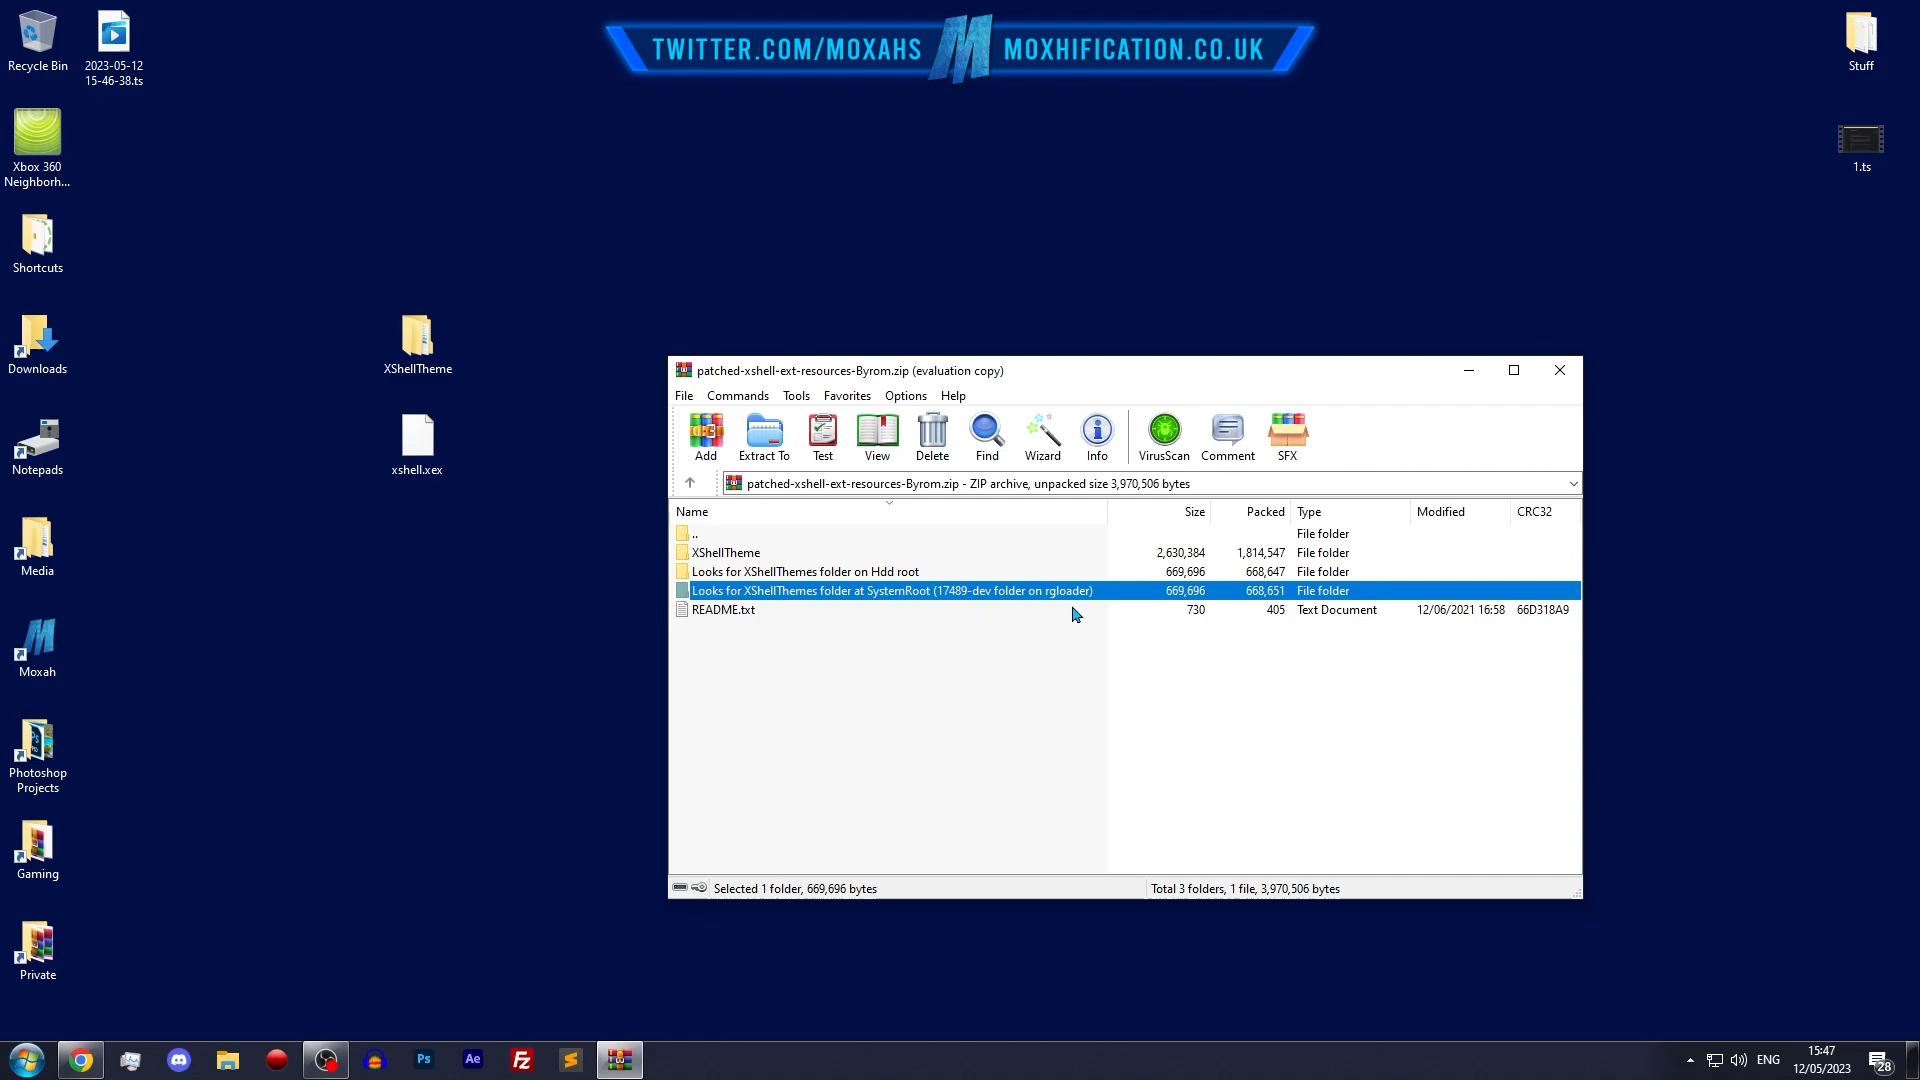 TWITTER.COM/MOXAHS M MOXHIFICATION.CO.UK
Recycle Bin
2023-05-12
15-46-38.ts
Xbox 360
Neighborh...
Shortcuts
Downloads
Notepads
Media
Moxah
Photoshop
Projects
Gaming
Private
XShellTheme
xshell.xex
Stuff
1.ts
patched-xshell-ext-resources-Byrom.zip (evaluation copy)
File Commands Tools Favorites Options Help
Add Extract To Test View Delete Find Wizard Info VirusScan Comment SFX
patched-xshell-ext-resources-Byrom.zip - ZIP archive, unpacked size 3,970,506 bytes
Name Size Packed Type Modified CRC32
.. File folder
XShellTheme 2,630,384 1,814,547 File folder
Looks for XShellThemes folder on Hdd root 669,696 668,647 File folder
Looks for XShellThemes folder at SystemRoot (17489-dev folder on rgloader) 669,696 668,651 File folder
README.txt 730 405 Text Document 12/06/2021 16:58 66D318A9
Selected 1 folder, 669,696 bytes Total 3 folders, 1 file, 3,970,506 bytes
Ps Ae Fz S
ENG
15:47
12/05/2023
28